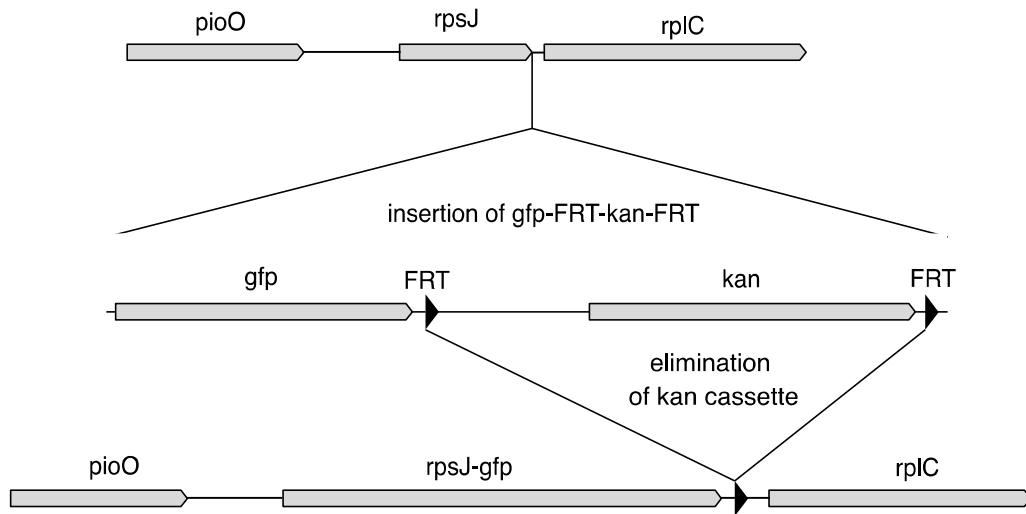 pioO rpsJ rplC
insertion of gfp-FRT-kan-FRT
gfp FRT kan FRT
elimination
of kan cassette
pioO rpsJ-gfp rplC